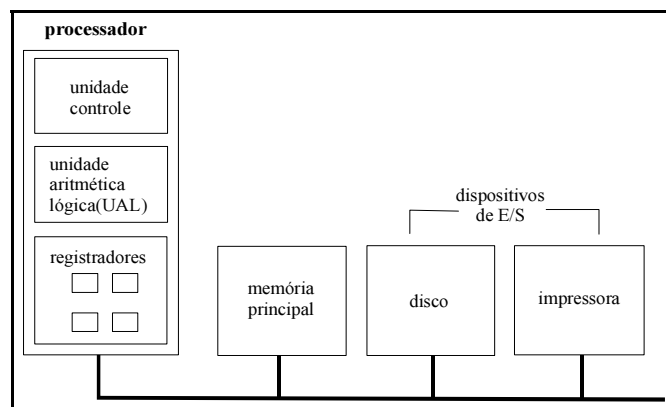 processador
unidade
controle
unidade
aritmética
lógica(UAL)
registradores
memória
principal
dispositivos
de E/S
disco
impressora